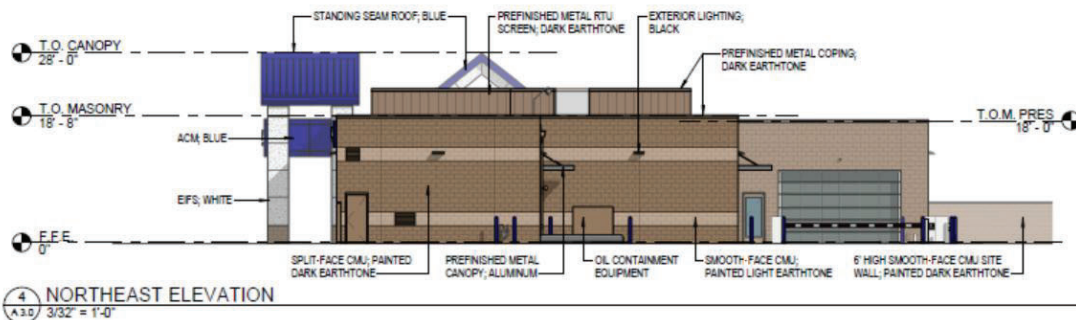 STANDING SEAM ROOF; BLUE
PREFINISHED METAL RTU
SCREEN; DARK EARTHTONE
EXTERIOR LIGHTING;
BLACK
PREFINISHED METAL COPING;
DARK EARTHTONE
T.O. CANOPY
28' - 0"
T.O. MASONRY
18' - 8"
T.O.M. PRES
18' - 0"
ACM; BLUE
EIFS; WHITE
F.F.E.
0"
SPLIT-FACE CMU; PAINTED
DARK EARTHTONE
PREFINISHED METAL
CANOPY; ALUMINUM
OIL CONTAINMENT
EQUIPMENT
SMOOTH-FACE CMU;
PAINTED LIGHT EARTHTONE
6' HIGH SMOOTH-FACE CMU SITE
WALL; PAINTED DARK EARTHTONE
4
A3.0
NORTHEAST ELEVATION
3/32" = 1'-0"